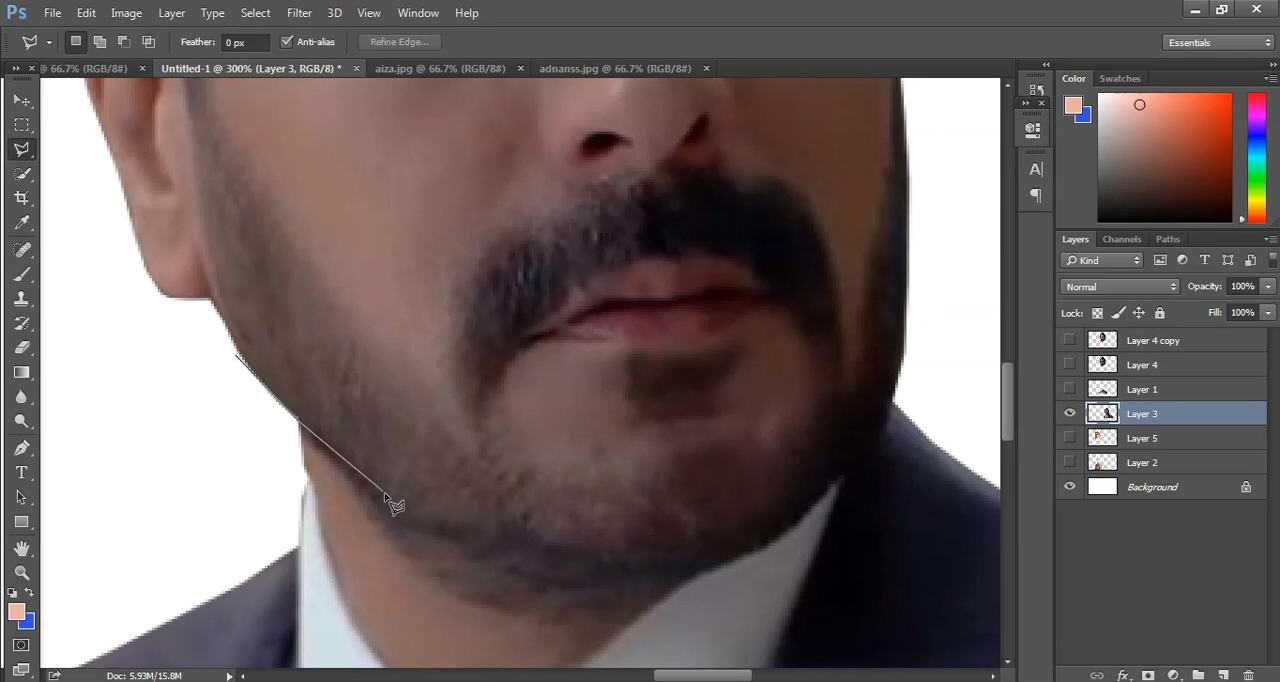 Ps File Edit Image Layer Type Select Filter 3D View Window Help
Feather: 0 px Anti-alias Refine Edge... Essentials
@ 66.7% (RGB/8#) × Untitled-1 @ 300% (Layer 3, RGB/8) * × aiza.jpg @ 66.7% (RGB/8#) × adnanss.jpg @ 66.7% (RGB/8#) ×
Color Swatches
Layers Channels Paths
Kind
Normal Opacity: 100%
Lock: Fill: 100%
Layer 4 copy
Layer 4
Layer 1
Layer 3
Layer 5
Layer 2
Background
Doc: 5.93M/15.8M